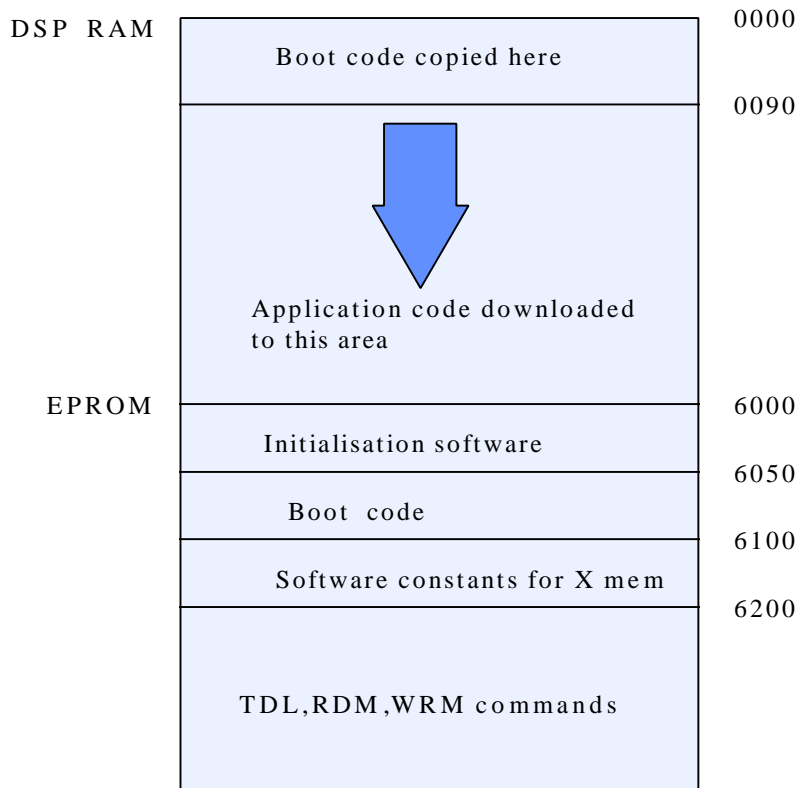 DSP RAM
0000
Boot code copied here
0090
Application code downloaded
to this area
EPROM
6000
Initialisation software
6050
Boot code
6100
Software constants for X mem
6200
TDL,RDM,WRM commands